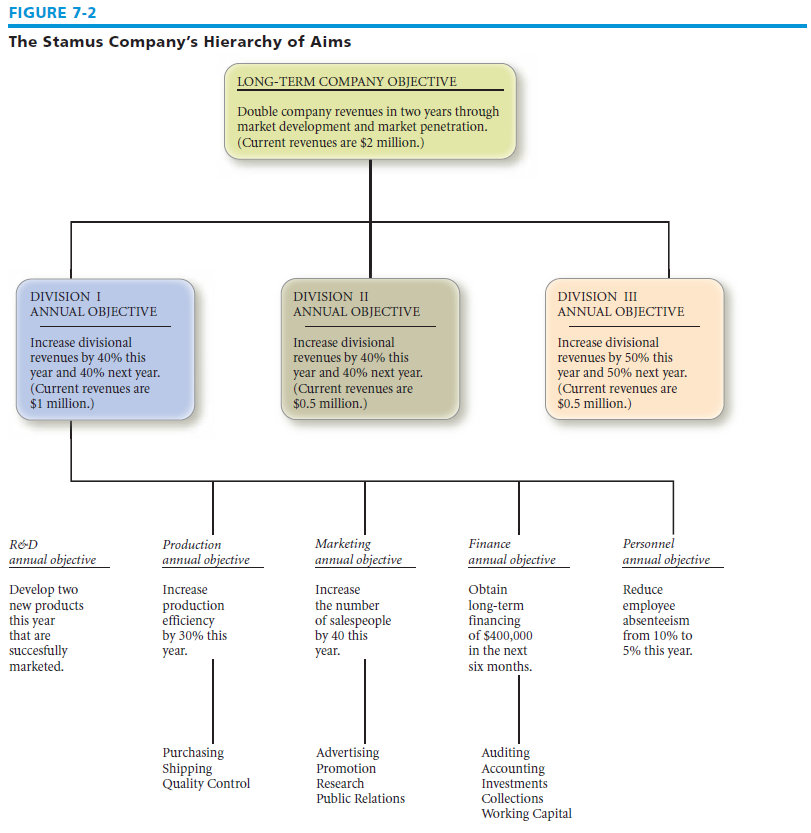 FIGURE 7-2
The Stamus Company's Hierarchy of Aims
LONG-TERM COMPANY OBJECTIVE
Double company revenues in two years through
market development and market penetration.
(Current revenues are $2 million.)
DIVISION I
ANNUAL OBJECTIVE
Increase divisional
revenues by 40% this
year and 40% next year.
(Current revenues are
$1 million.)
DIVISION II
ANNUAL OBJECTIVE
Increase divisional
revenues by 40% this
year and 40% next year.
(Current revenues are
$0.5 million.)
DIVISION III
ANNUAL OBJECTIVE
Increase divisional
revenues by 50% this
year and 50% next year.
(Current revenues are
$0.5 million.)
R&D
annual objective
Develop two
new products
this year
that are
succesfully
marketed.
Production
annual objective
Increase
production
efficiency
by 30% this
year.
Purchasing
Shipping
Quality Control
Marketing
annual objective
Increase
the number
of salespeople
by 40 this
year.
Advertising
Promotion
Research
Public Relations
Finance
annual objective
Obtain
long-term
financing
of $400,000
in the next
six months.
Auditing
Accounting
Investments
Collections
Working Capital
Personnel
annual objective
Reduce
employee
absenteeism
from 10% to
5% this year.